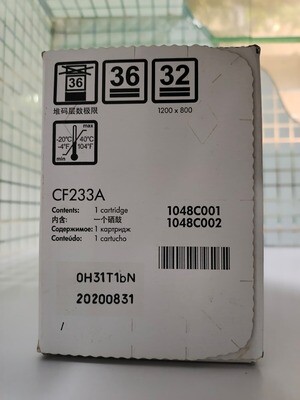 36
36
32
堆码层数极限
1200 x 800
max
-20°C 40°C
-4°F 104°F
min
CF233A
Contents: 1 cartridge
内含: 一个硒鼓
Содержимое: 1 картридж
Conteúdo: 1 cartucho
1048C001
1048C002
0H31T1bN
20200831
/